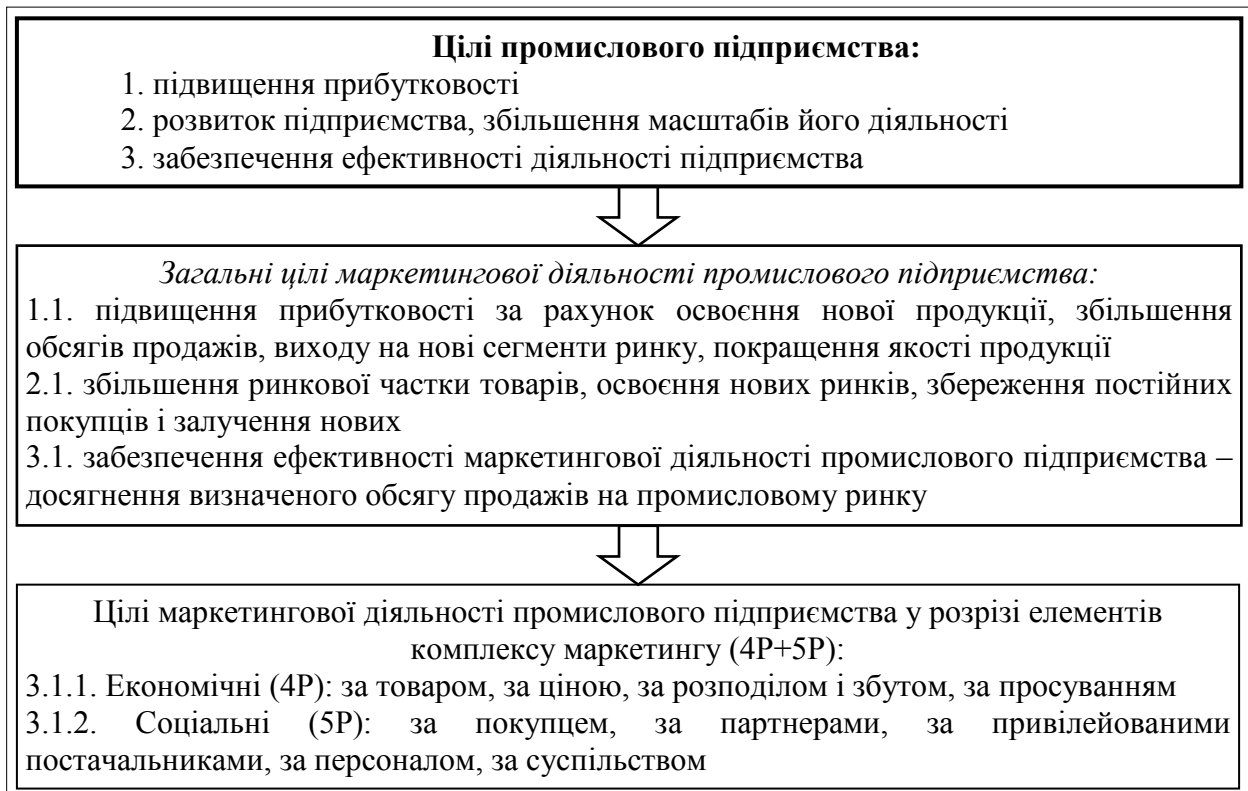 Цілі промислового підприємства:
1. підвищення прибутковості
2. розвиток підприємства, збільшення масштабів його діяльності
3. забезпечення ефективності діяльності підприємства
Загальні цілі маркетингової діяльності промислового підприємства:
1.1. підвищення прибутковості за рахунок освоєння нової продукції, збільшення
обсягів продажів, виходу на нові сегменти ринку, покращення якості продукції
2.1. збільшення ринкової частки товарів, освоєння нових ринків, збереження постійних
покупців і залучення нових
3.1. забезпечення ефективності маркетингової діяльності промислового підприємства –
досягнення визначеного обсягу продажів на промисловому ринку
Цілі маркетингової діяльності промислового підприємства у розрізі елементів
комплексу маркетингу (4Р+5Р):
3.1.1. Економічні (4Р): за товаром, за ціною, за розподілом і збутом, за просуванням
3.1.2. Соціальні (5Р): за покупцем, за партнерами, за привілейованими
постачальниками, за персоналом, за суспільством